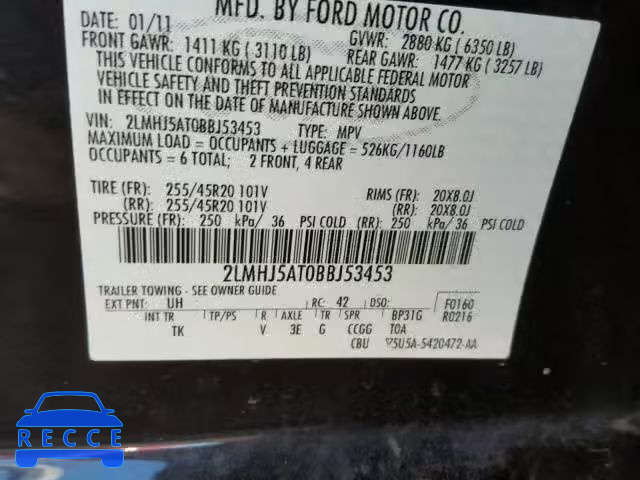 MFD. BY FORD MOTOR CO.
DATE: 01/11
GVWR: 2880 KG ( 6350 LB)
FRONT GAWR: 1411 KG ( 3110 LB)
REAR GAWR: 1477 KG ( 3257 LB)
THIS VEHICLE CONFORMS TO ALL APPLICABLE FEDERAL MOTOR
VEHICLE SAFETY AND THEFT PREVENTION STANDARDS
IN EFFECT ON THE DATE OF MANUFACTURE SHOWN ABOVE.
VIN: 2LMHJ5AT0BBJ53453 TYPE: MPV
MAXIMUM LOAD = OCCUPANTS + LUGGAGE = 526KG/1160LB
OCCUPANTS = 6 TOTAL; 2 FRONT, 4 REAR
TIRE (FR): 255/45R20 101V RIMS (FR): 20X8.0J
(RR): 255/45R20 101V (RR): 20X8.0J
PRESSURE (FR): 250 kPa/ 36 PSI COLD (RR): 250 kPa/ 36 PSI COLD
2LMHJ5AT0BBJ53453
TRAILER TOWING - SEE OWNER GUIDE
EXT PNT: UH RC: 42 DSO: F0160
INT TR TP/PS R AXLE TR SPR BP31G R0216
TK V 3E G CCGG TOA
CBU 5U5A-5420472-AA
RECCE